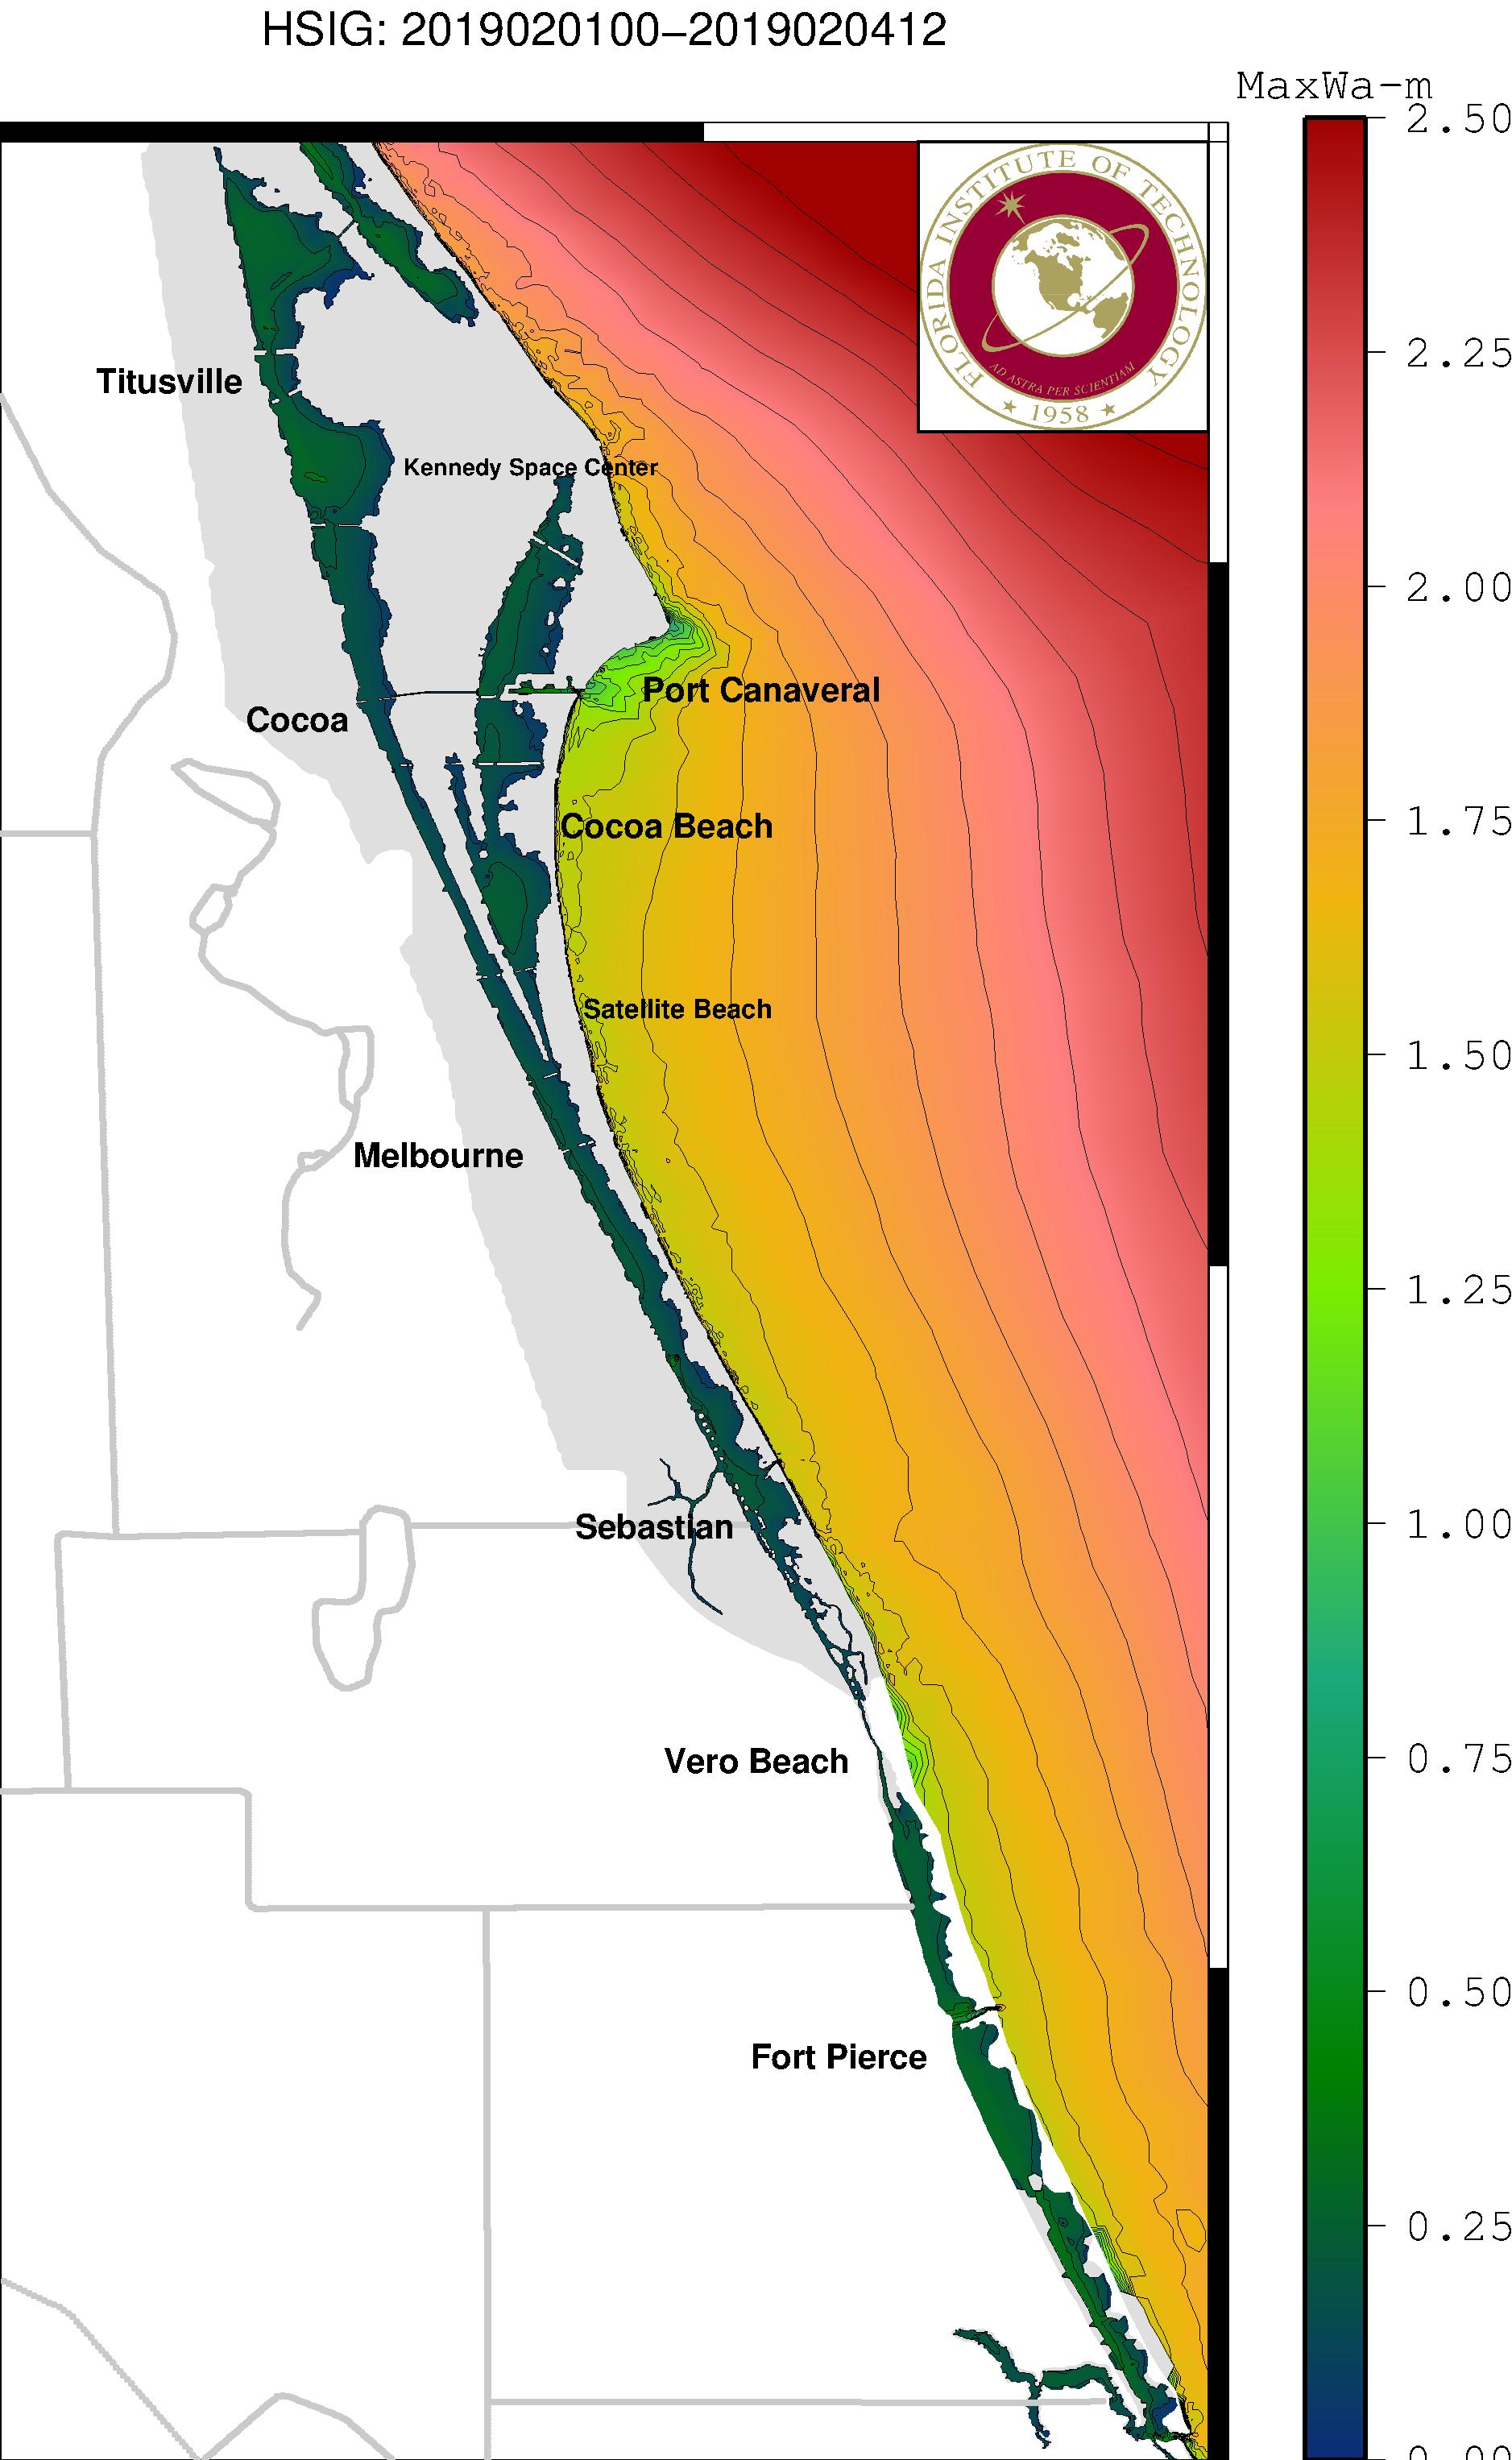 HSIG: 2019020100−2019020412
MaxWa−m
2.50
2.25
2.00
1.75
1.50
1.25
1.00
0.75
0.50
0.25
0.00
FLORIDA INSTITUTE OF TECHNOLOGY
AD ASTRA PER SCIENTIAM
★ 1958 ★
Titusville
Kennedy Space Center
Port Canaveral
Cocoa
Cocoa Beach
Satellite Beach
Melbourne
Sebastian
Vero Beach
Fort Pierce